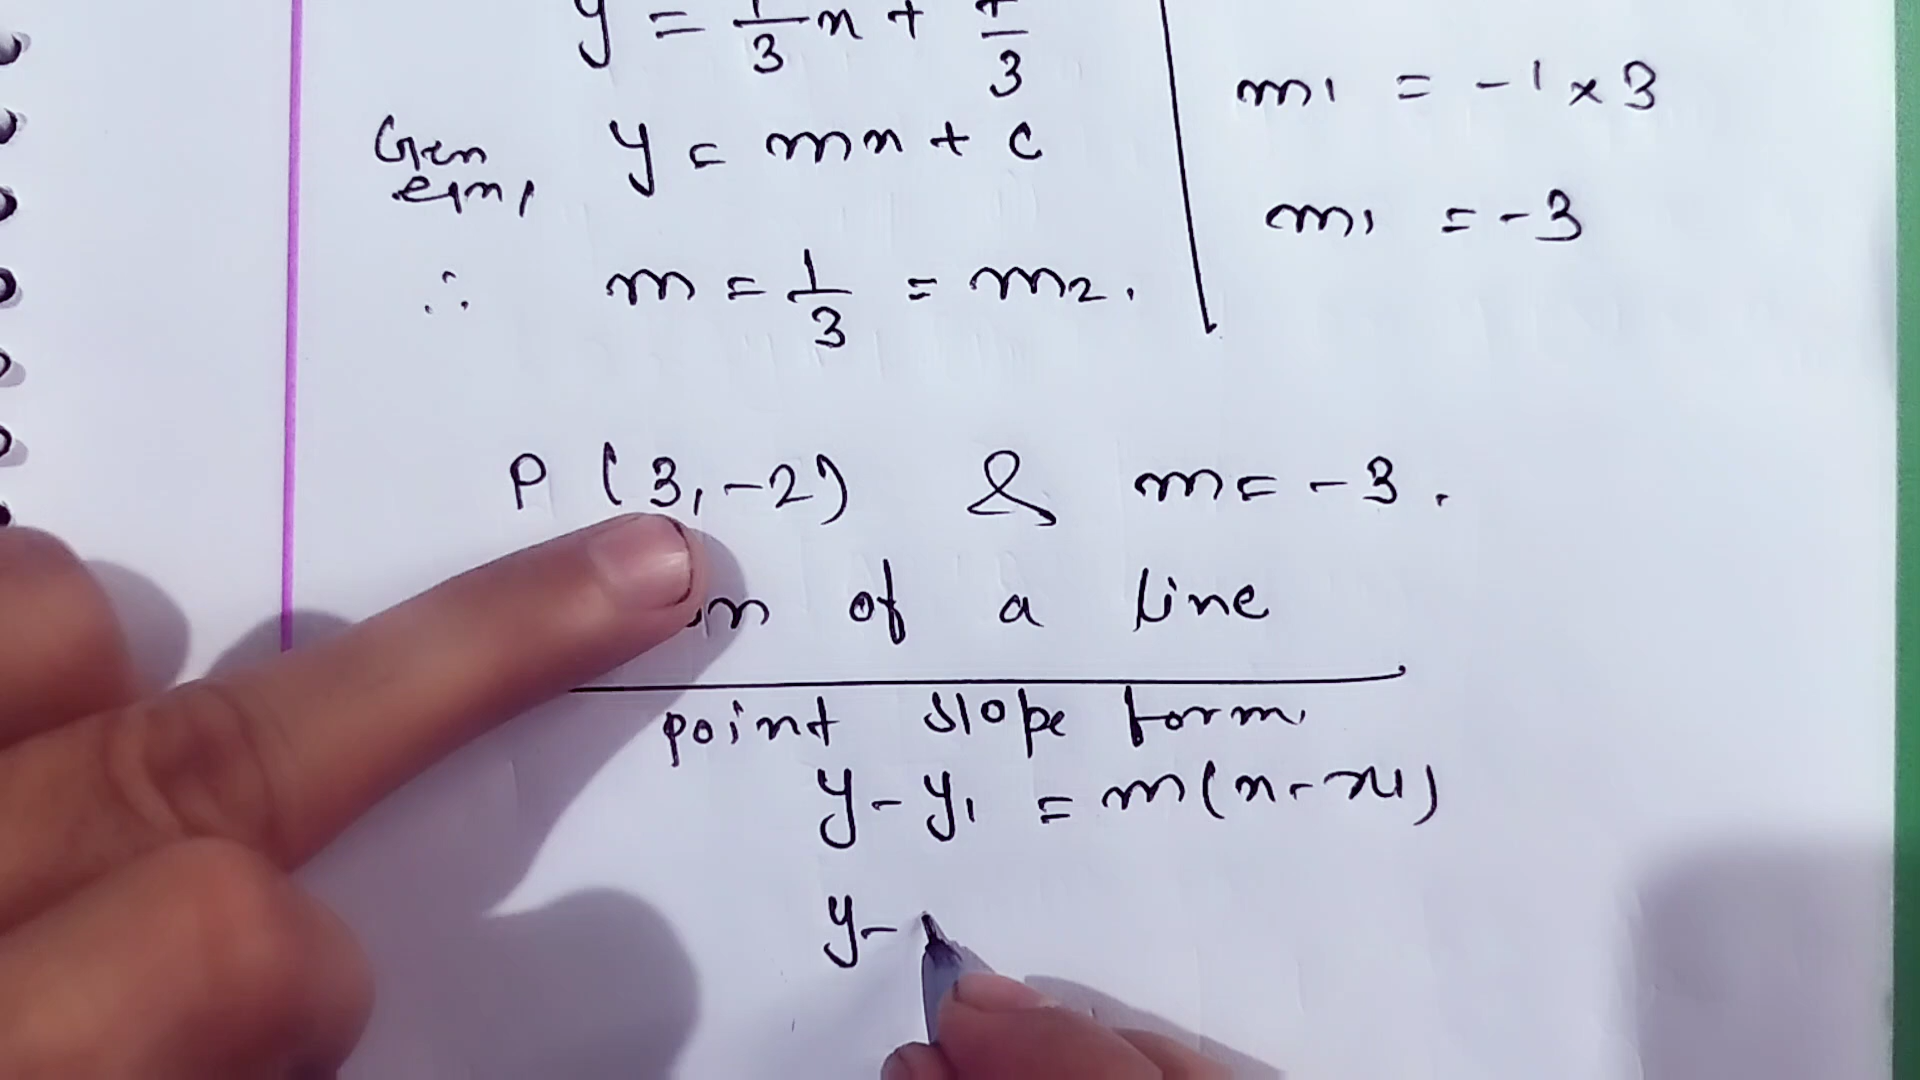 y = 1/3 x +
3
Gen y = mx + c
eqn,
∴ m = 1/3 = m2.
m1 = -1 × 3
m1 = -3
P (3, -2) & m = -3.
of a line
point slope form,
y - y1 = m(x - x1)
y -